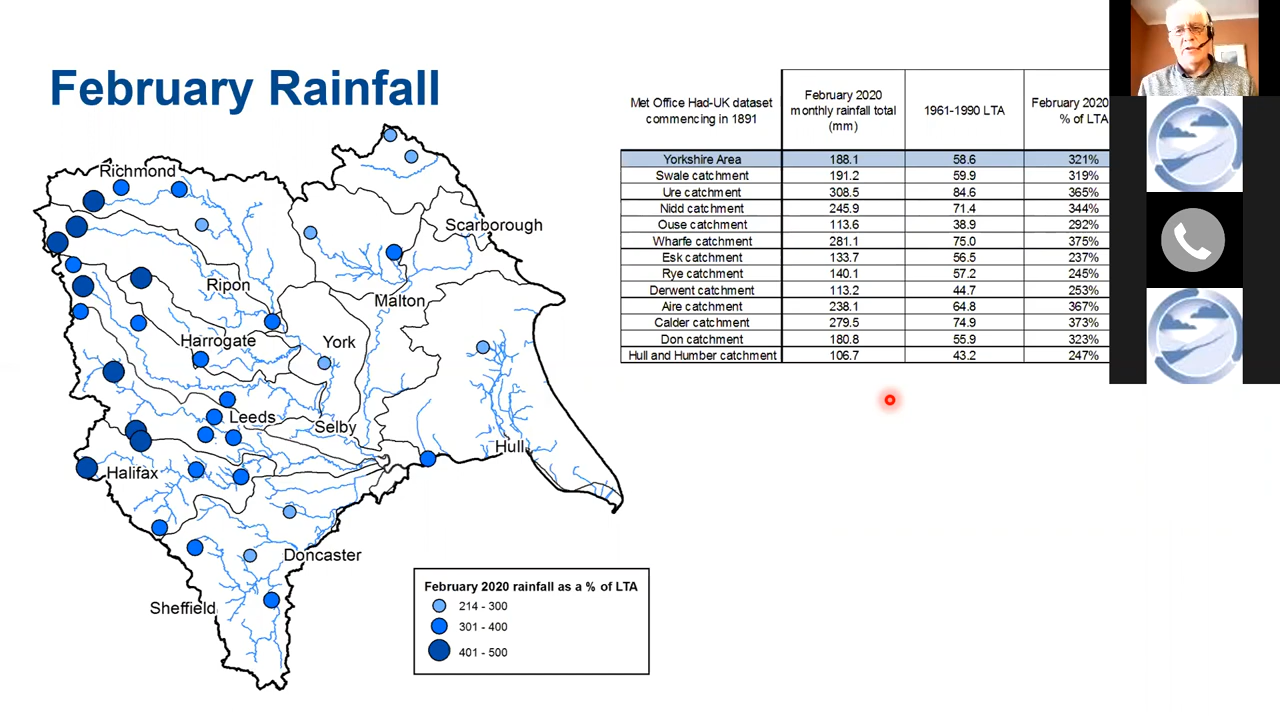 February Rainfall
Richmond
Scarborough
Ripon
Malton
Harrogate
York
Leeds
Selby
Hull
Halifax
Doncaster
Sheffield
February 2020 rainfall as a % of LTA
214 - 300
301 - 400
401 - 500
Met Office Had-UK dataset commencing in 1891 February 2020 monthly rainfall total (mm) 1961-1990 LTA February 2020 % of LTA
Yorkshire Area 188.1 58.6 321%
Swale catchment 191.2 59.9 319%
Ure catchment 308.5 84.6 365%
Nidd catchment 245.9 71.4 344%
Ouse catchment 113.6 38.9 292%
Wharfe catchment 281.1 75.0 375%
Esk catchment 133.7 56.5 237%
Rye catchment 140.1 57.2 245%
Derwent catchment 113.2 44.7 253%
Aire catchment 238.1 64.8 367%
Calder catchment 279.5 74.9 373%
Don catchment 180.8 55.9 323%
Hull and Humber catchment 106.7 43.2 247%